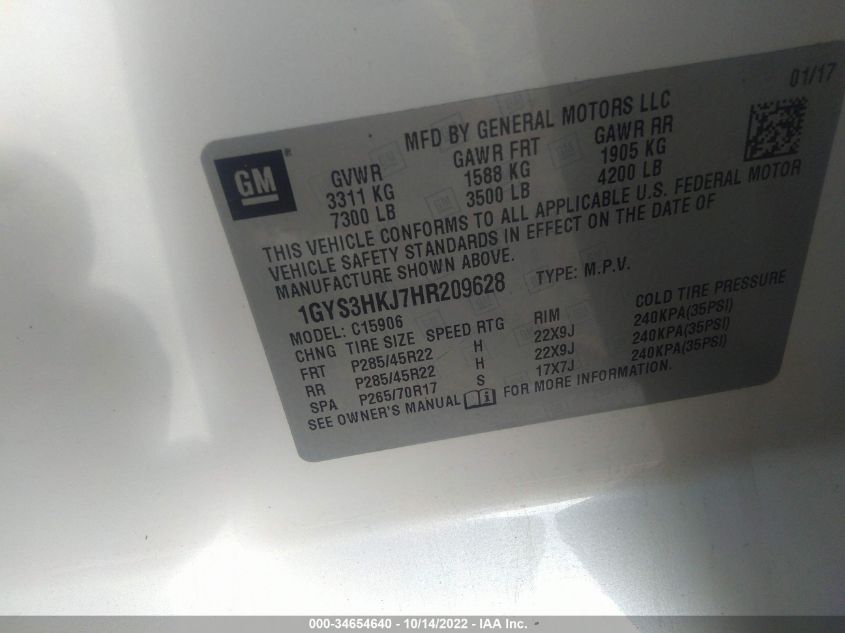 01/17
MFD BY GENERAL MOTORS LLC
GM®
GVWR GAWR FRT GAWR RR
3311 KG 1588 KG 1905 KG
7300 LB 3500 LB 4200 LB
THIS VEHICLE CONFORMS TO ALL APPLICABLE U.S. FEDERAL MOTOR
VEHICLE SAFETY STANDARDS IN EFFECT ON THE DATE OF
MANUFACTURE SHOWN ABOVE.
1GYS3HKJ7HR209628 TYPE: M.P.V.
MODEL: C15906
CHNG TIRE SIZE SPEED RTG RIM COLD TIRE PRESSURE
FRT P285/45R22 H 22X9J 240KPA(35PSI)
RR P285/45R22 H 22X9J 240KPA(35PSI)
SPA P265/70R17 S 17X7J 240KPA(35PSI)
SEE OWNER'S MANUAL FOR MORE INFORMATION.
000-34654640 - 10/14/2022 - IAA Inc.